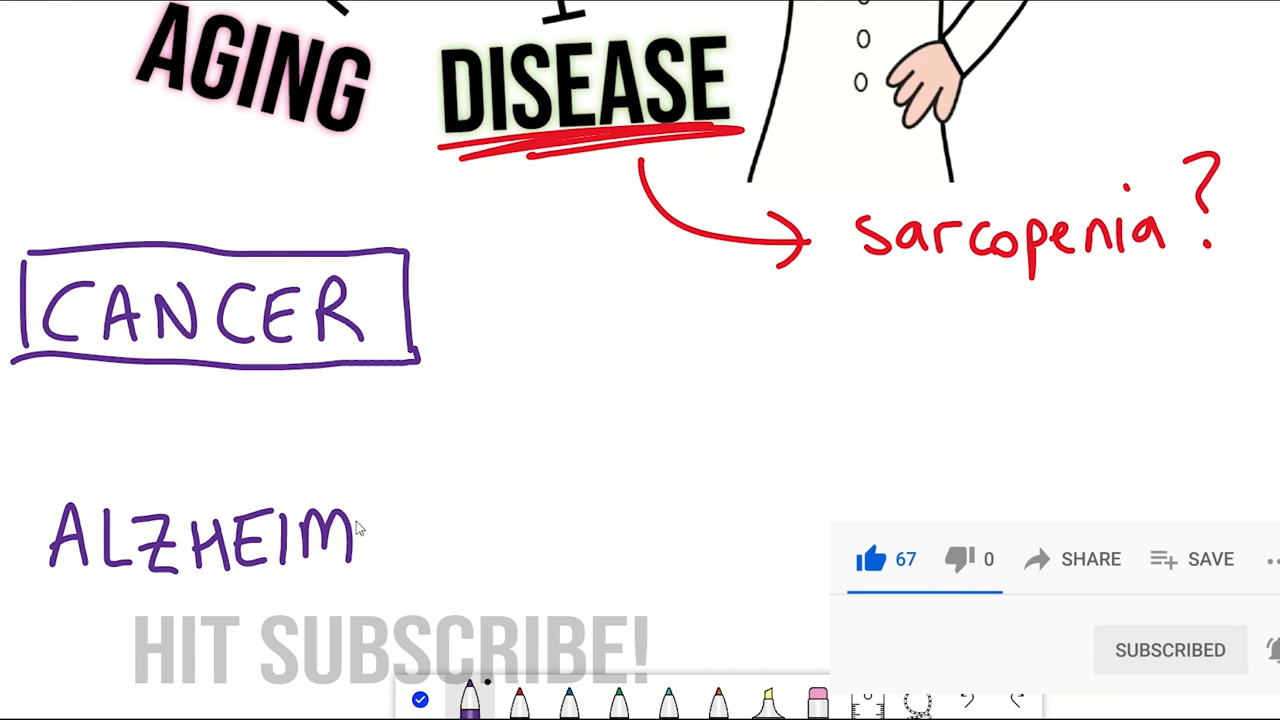 AGING
DISEASE
sarcopenia?
CANCER
ALZHEIM
67 0 SHARE SAVE
HIT SUBSCRIBE!
SUBSCRIBED